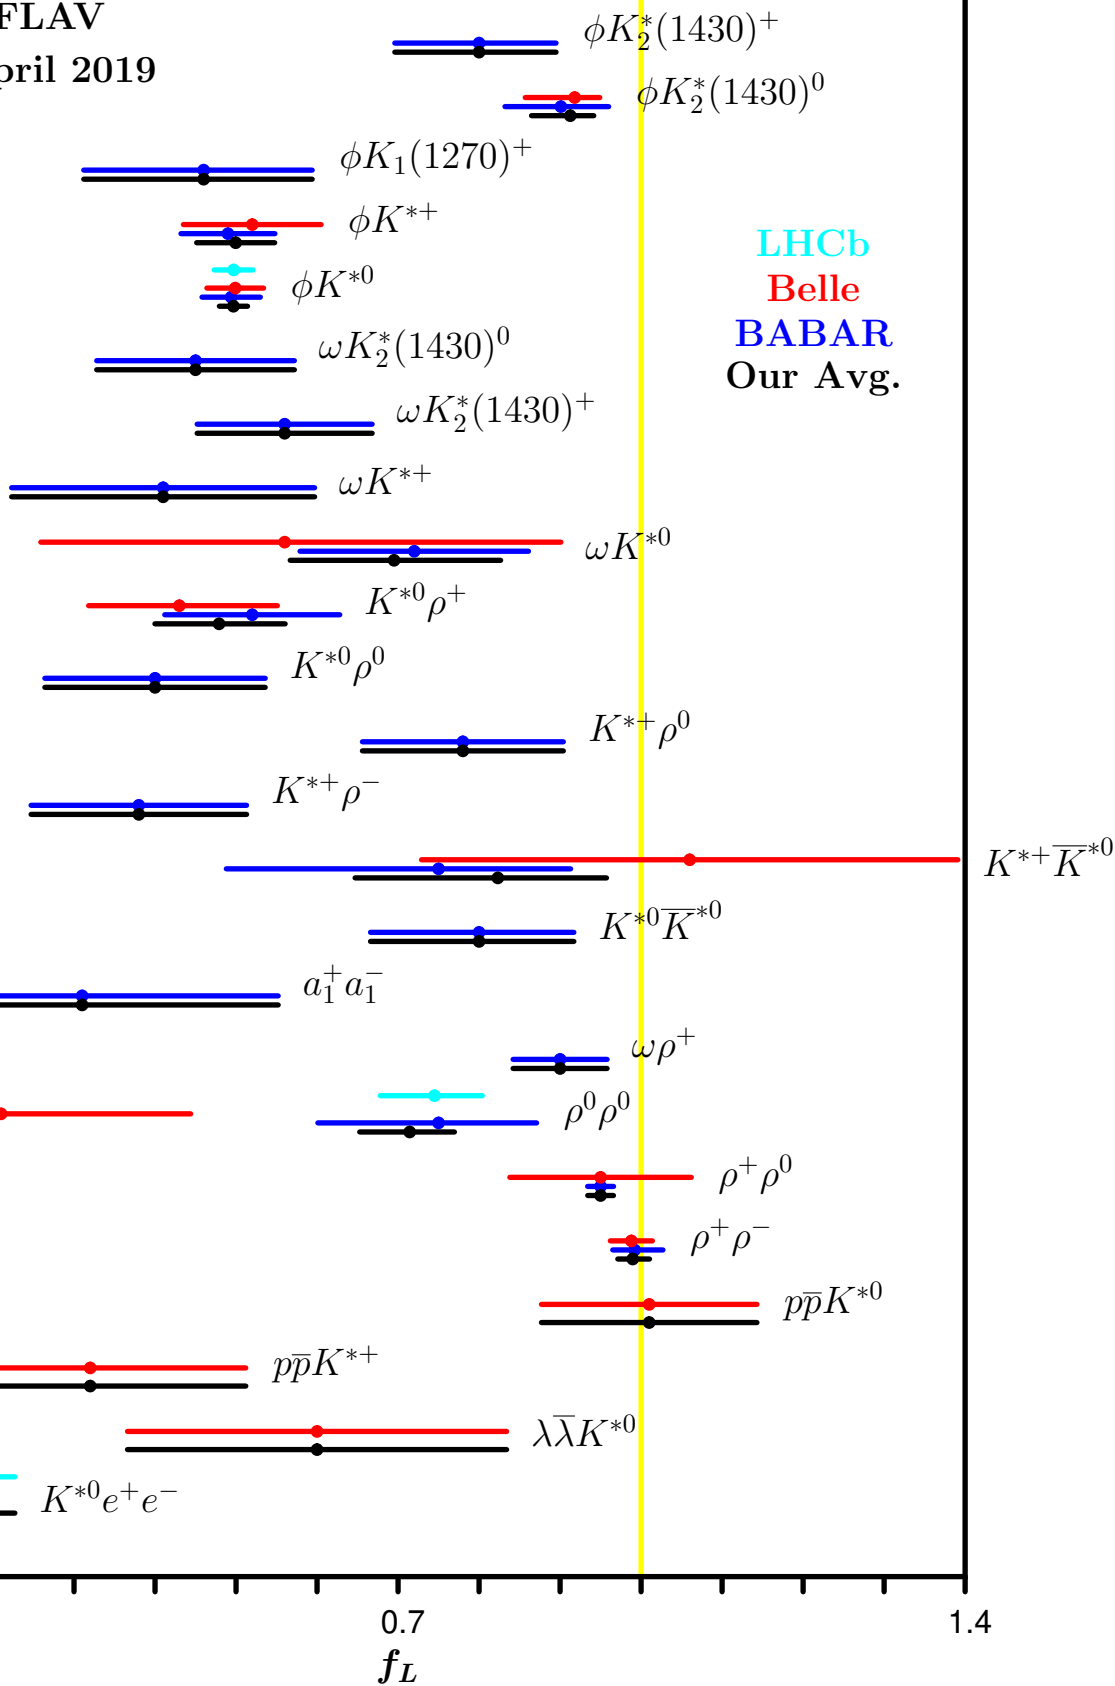 FLAV
pril 2019
ϕK₂*(1430)⁺
ϕK₂*(1430)⁰
ϕK₁(1270)⁺
ϕK*⁺
ϕK*⁰
LHCb
Belle
BABAR
Our Avg.
ωK₂*(1430)⁰
ωK₂*(1430)⁺
ωK*⁺
ωK*⁰
K*⁰ρ⁺
K*⁰ρ⁰
K*⁺ρ⁰
K*⁺ρ⁻
K*⁺K̅*⁰
K*⁰K̅*⁰
a₁⁺a₁⁻
ωρ⁺
ρ⁰ρ⁰
ρ⁺ρ⁰
ρ⁺ρ⁻
pp̅K*⁰
pp̅K*⁺
λλ̅K*⁰
K*⁰e⁺e⁻
0.7 1.4
f_L